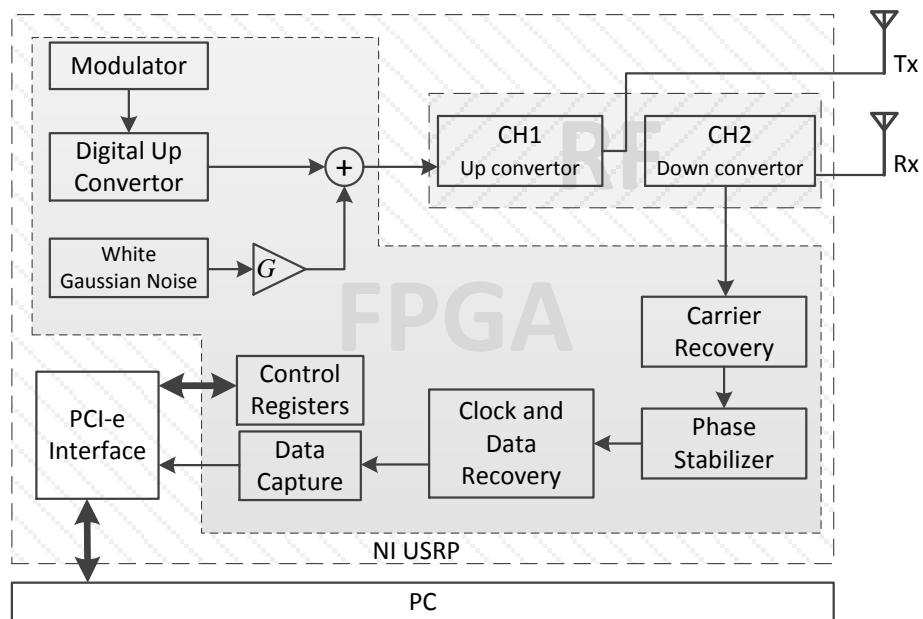 Modulator
Digital Up
Convertor
White
Gaussian Noise
G
+
CH1
Up convertor
CH2
Down convertor
RF
Tx
Rx
FPGA
Carrier
Recovery
Phase
Stabilizer
Clock and
Data
Recovery
Control
Registers
Data
Capture
PCI-e
Interface
NI USRP
PC